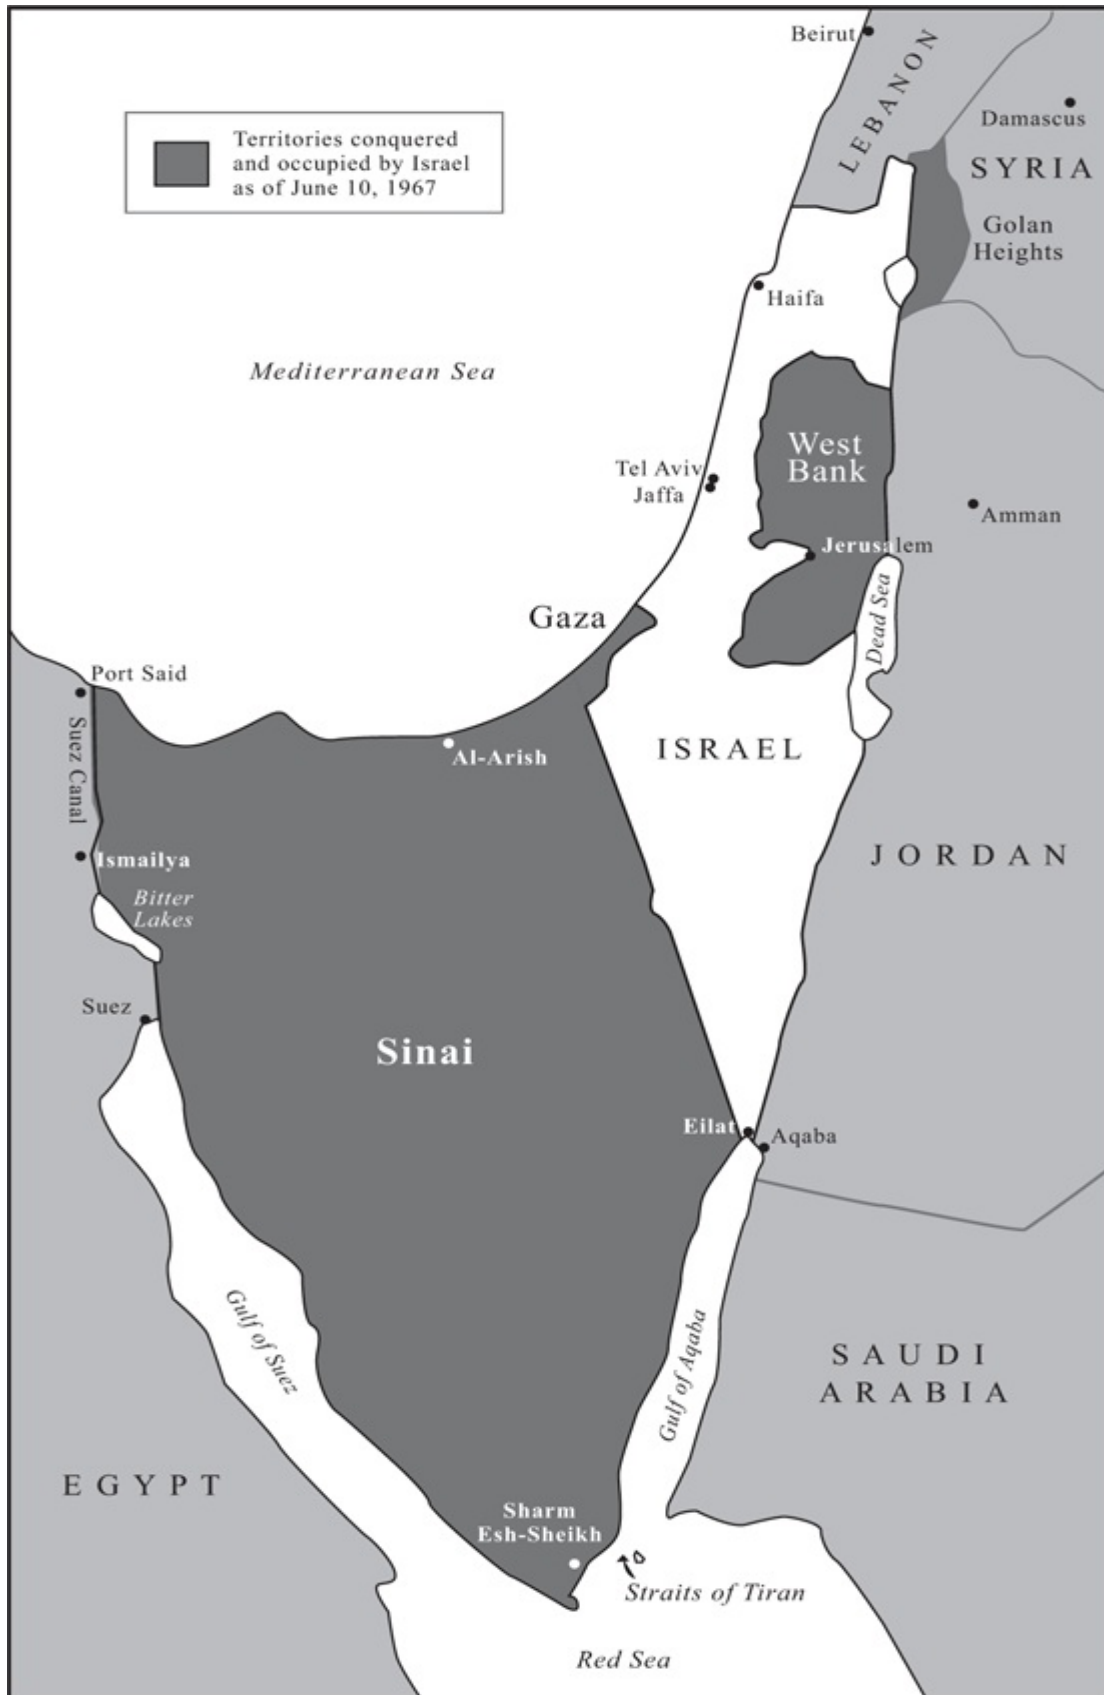 Beirut
LEBANON
Damascus
SYRIA
Territories conquered
and occupied by Israel
as of June 10, 1967
Golan
Heights
Haifa
Mediterranean Sea
West
Bank
Tel Aviv
Jaffa
Amman
Jerusalem
Dead Sea
Gaza
Port Said
Suez Canal
Al-Arish
ISRAEL
JORDAN
Ismailya
Bitter
Lakes
Suez
Sinai
Eilat
Aqaba
Gulf of Suez
Gulf of Aqaba
SAUDI
ARABIA
EGYPT
Sharm
Esh-Sheikh
Straits of Tiran
Red Sea